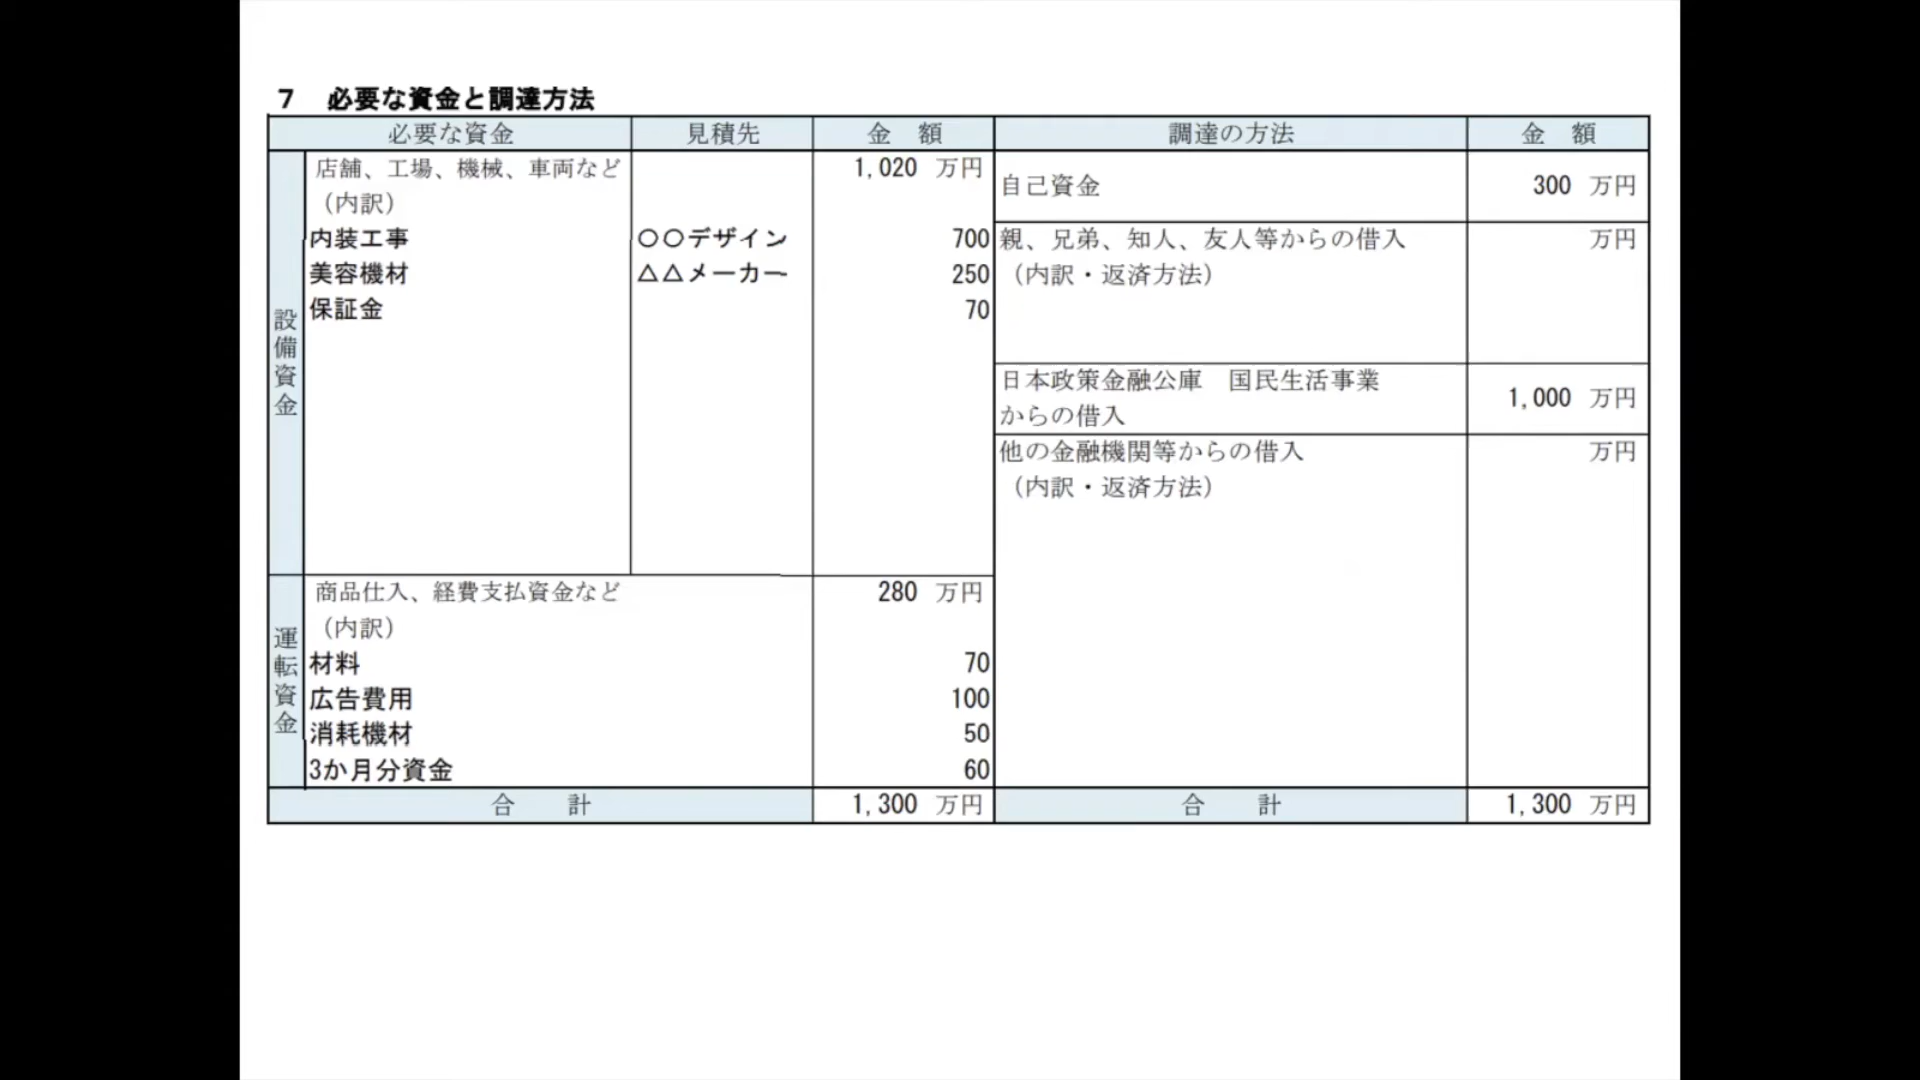 ７　必要な資金と調達方法
必要な資金 見積先 金　額 調達の方法 金　額
設備資金
店舗、工場、機械、車両など 1,020 万円
（内訳）
内装工事 〇〇デザイン 700
美容機材 △△メーカー 250
保証金 70
自己資金 300 万円
親、兄弟、知人、友人等からの借入 万円
（内訳・返済方法）
日本政策金融公庫　国民生活事業
からの借入 1,000 万円
他の金融機関等からの借入 万円
（内訳・返済方法）
運転資金
商品仕入、経費支払資金など 280 万円
（内訳）
材料 70
広告費用 100
消耗機材 50
3か月分資金 60
合　　計 1,300 万円 合　　計 1,300 万円